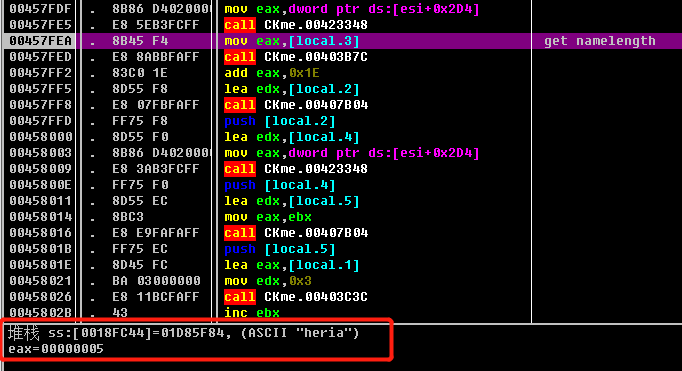 00457FDF . 8B86 D4020000 mov eax,dword ptr ds:[esi+0x2D4]
00457FE5 . E8 5EB3FCFF call CKme.00423348
00457FEA . 8B45 F4 mov eax,[local.3] get namelength
00457FED . E8 8ABBFAFF call CKme.00403B7C
00457FF2 . 83C0 1E add eax,0x1E
00457FF5 . 8D55 F8 lea edx,[local.2]
00457FF8 . E8 07FBFAFF call CKme.00407B04
00457FFD . FF75 F8 push [local.2]
00458000 . 8D55 F0 lea edx,[local.4]
00458003 . 8B86 D4020000 mov eax,dword ptr ds:[esi+0x2D4]
00458009 . E8 3AB3FCFF call CKme.00423348
0045800E . FF75 F0 push [local.4]
00458011 . 8D55 EC lea edx,[local.5]
00458014 . 8BC3 mov eax,ebx
00458016 . E8 E9FAFAFF call CKme.00407B04
0045801B . FF75 EC push [local.5]
0045801E . 8D45 FC lea eax,[local.1]
00458021 . BA 03000000 mov edx,0x3
00458026 . E8 11BCFAFF call CKme.00403C3C
0045802B . 43 inc ebx
堆栈 ss:[0018FC44]=01D85F84, (ASCII "heria")
eax=00000005